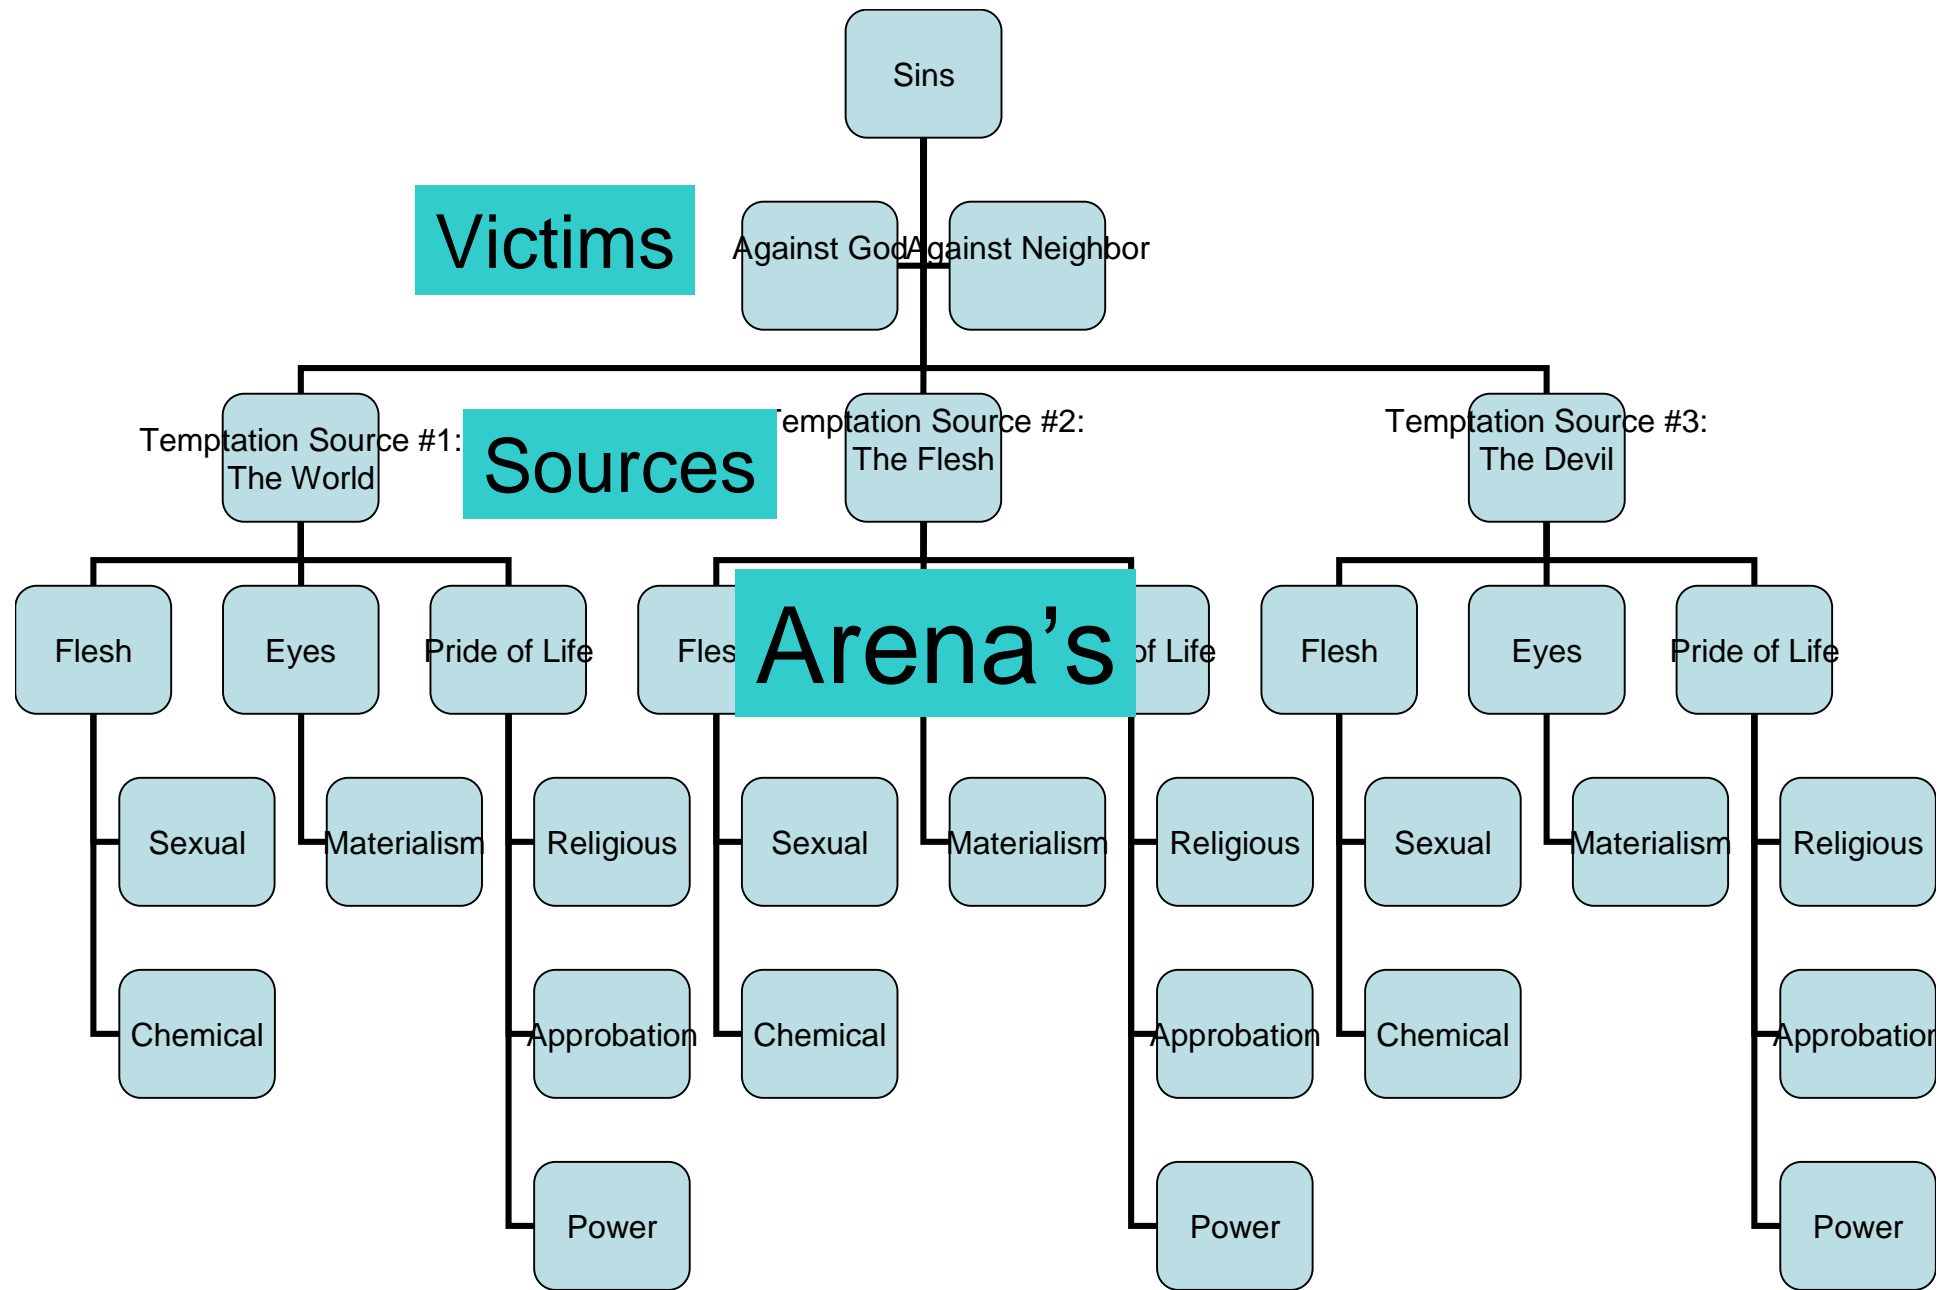 Sins
Victims
Against God
Against Neighbor
Temptation Source #1:
The World
Sources
emptation Source #2:
The Flesh
Temptation Source #3:
The Devil
Flesh
Eyes
Pride of Life
Fles
Arena’s
of Life
Flesh
Eyes
Pride of Life
Sexual
Materialism
Religious
Sexual
Materialism
Religious
Sexual
Materialism
Religious
Chemical
Approbation
Chemical
Approbation
Chemical
Approbation
Power
Power
Power